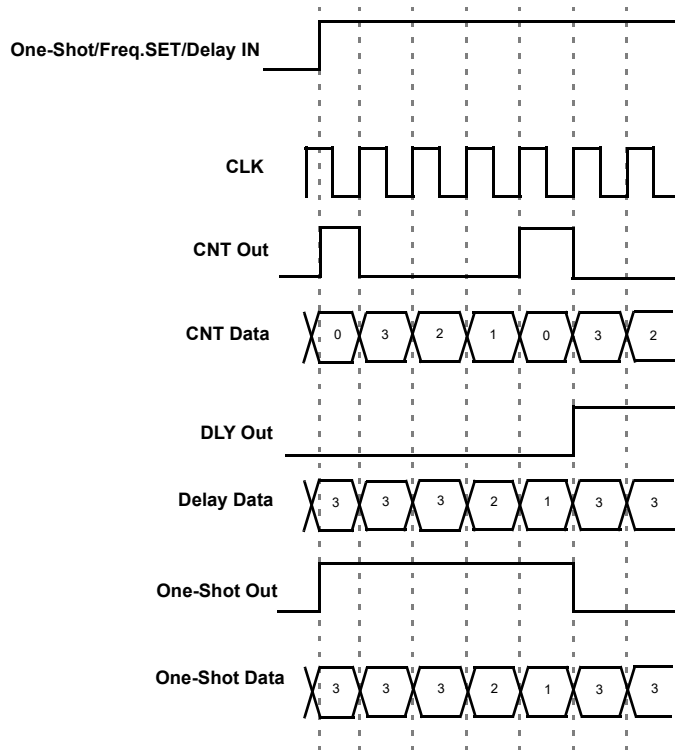 One-Shot/Freq.SET/Delay IN
CLK
CNT Out
CNT Data 0 3 2 1 0 3 2
DLY Out
Delay Data 3 3 3 2 1 3 3
One-Shot Out
One-Shot Data 3 3 3 2 1 3 3